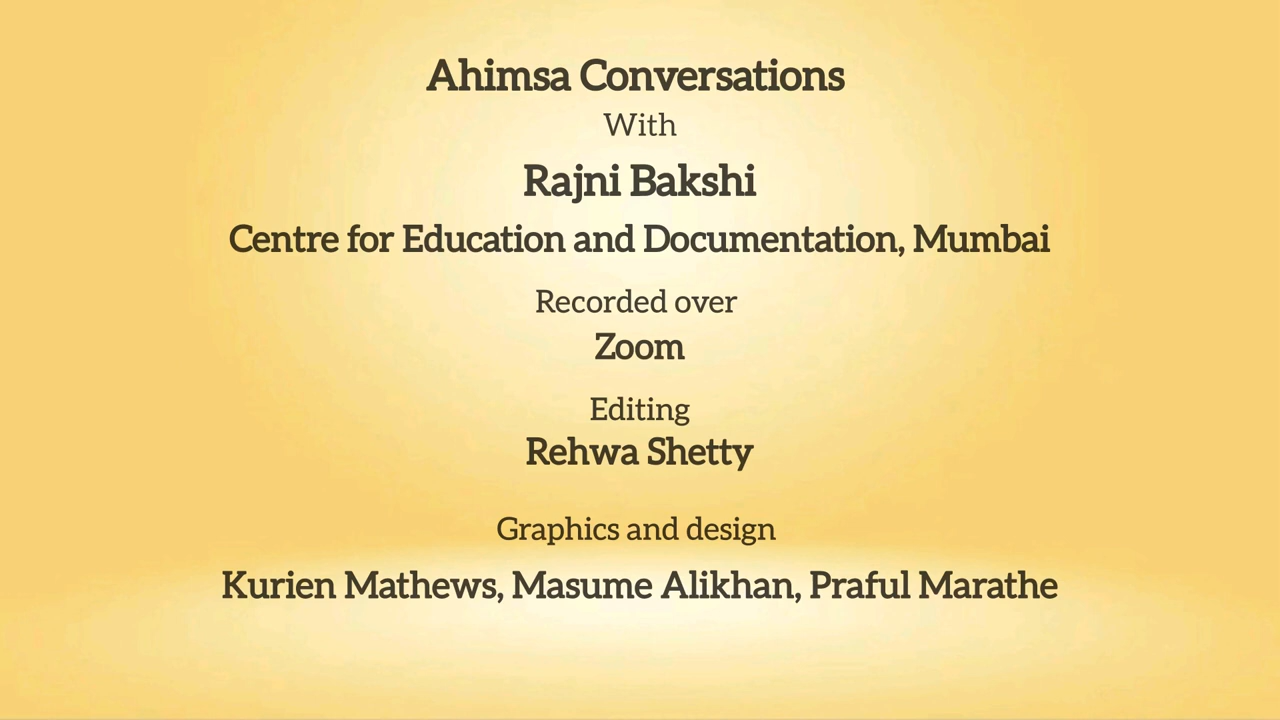 Ahimsa Conversations
With
Rajni Bakshi
Centre for Education and Documentation, Mumbai
Recorded over
Zoom
Editing
Rehwa Shetty
Graphics and design
Kurien Mathews, Masume Alikhan, Praful Marathe